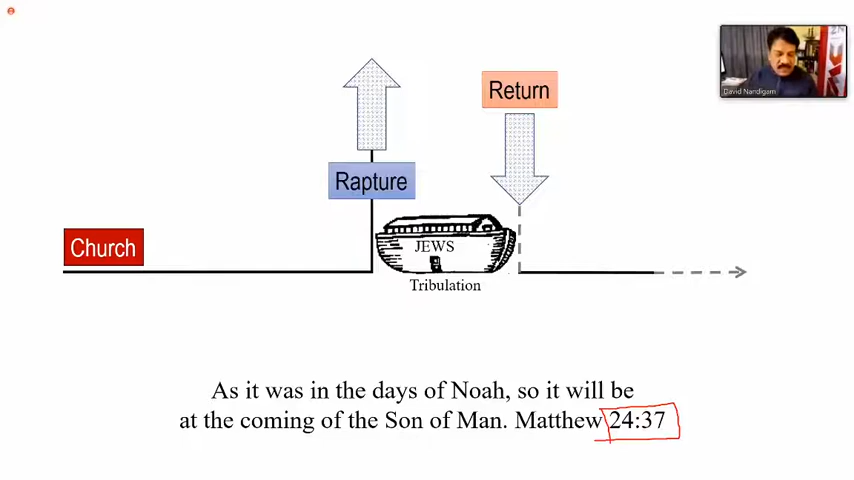 Return
Rapture
Church
JEWS
Tribulation
As it was in the days of Noah, so it will be
at the coming of the Son of Man. Matthew 24:37
David Nandigam